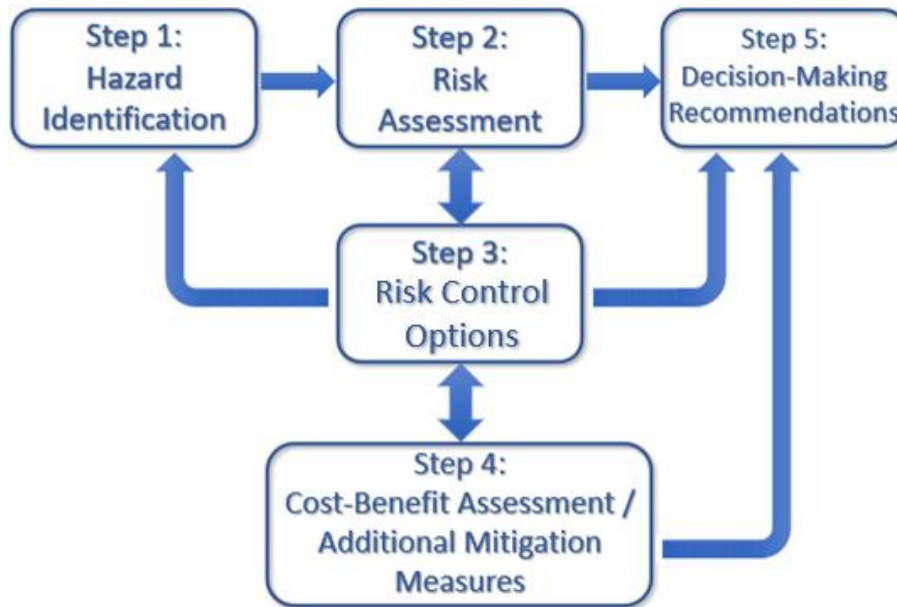 Step 1:
Hazard
Identification
Step 2:
Risk
Assessment
Step 5:
Decision-Making
Recommendations
Step 3:
Risk Control
Options
Step 4:
Cost-Benefit Assessment /
Additional Mitigation
Measures